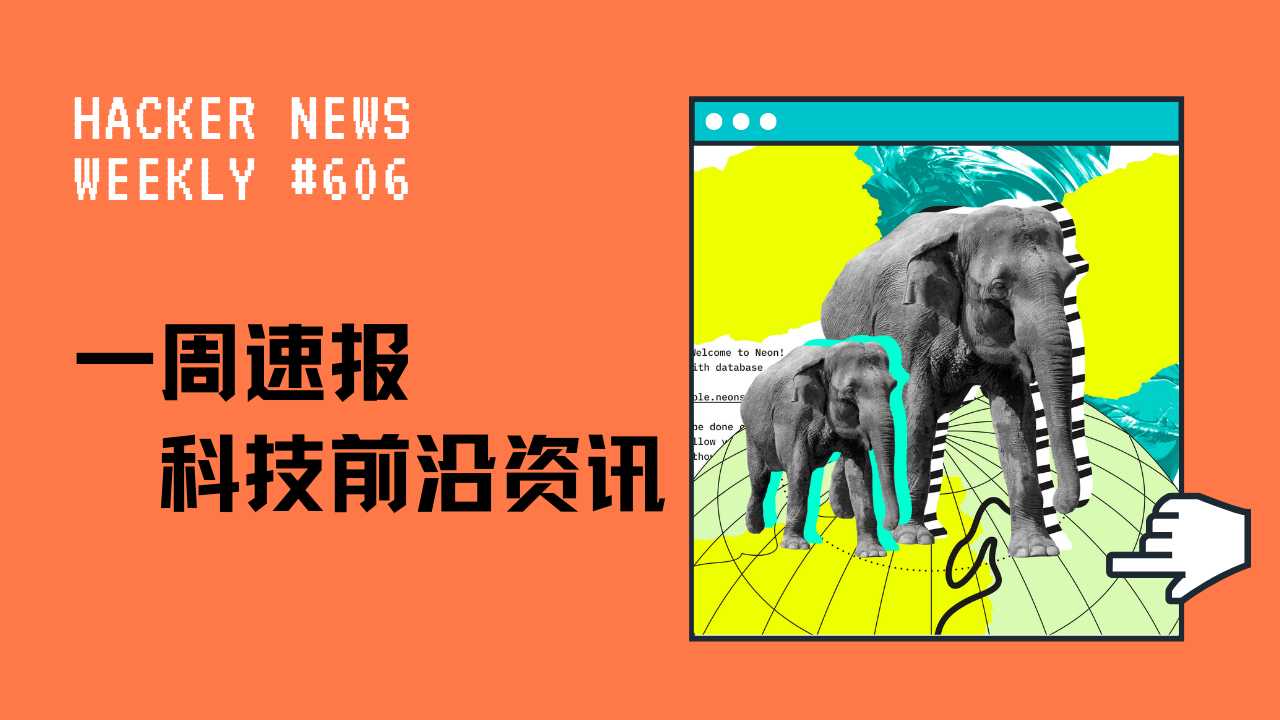 HACKER NEWS
WEEKLY #606
一周速报
科技前沿资讯
Welcome to Neon!
ith database
ple.neons
be done
llow